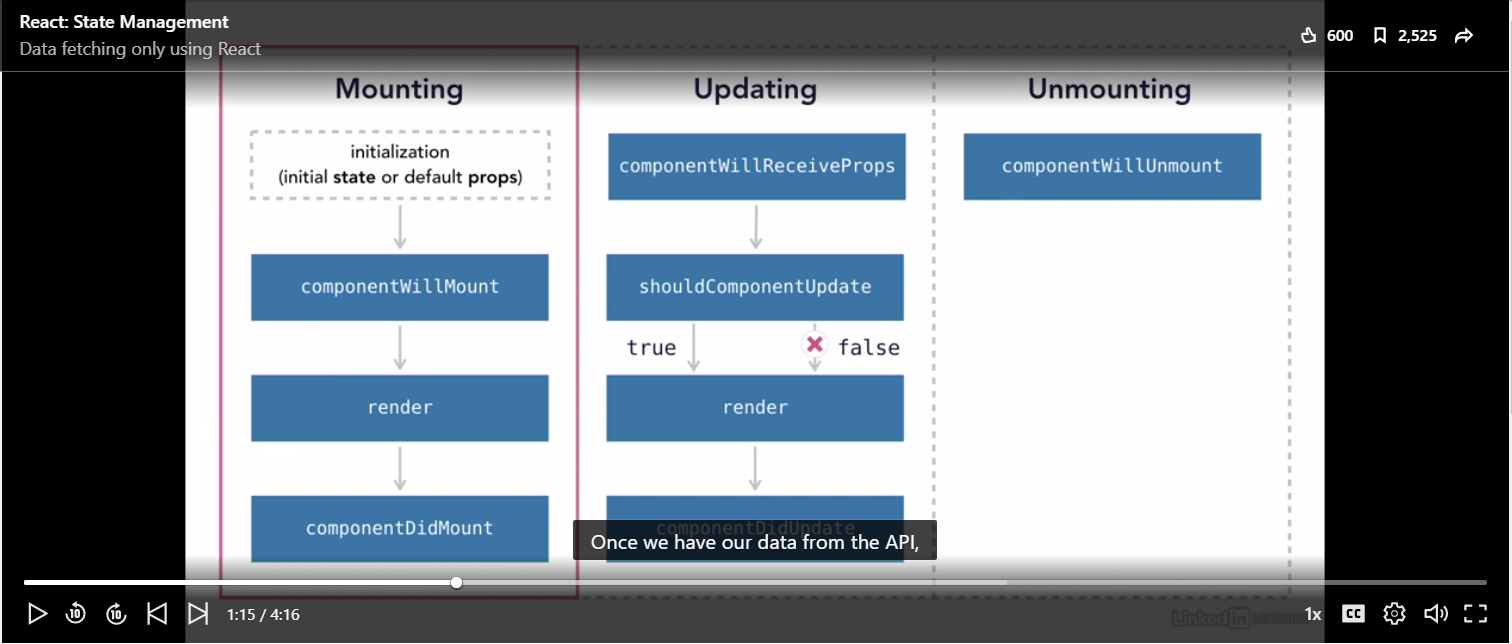 React: State Management
Data fetching only using React
600
2,525
Mounting
initialization
(initial state or default props)
componentWillMount
render
componentDidMount
Updating
componentWillReceiveProps
shouldComponentUpdate
true
false
render
componentDidUpdate
Unmounting
componentWillUnmount
Once we have our data from the API,
10
10
1:15 / 4:16
LinkedIn LEARNING
1x
CC